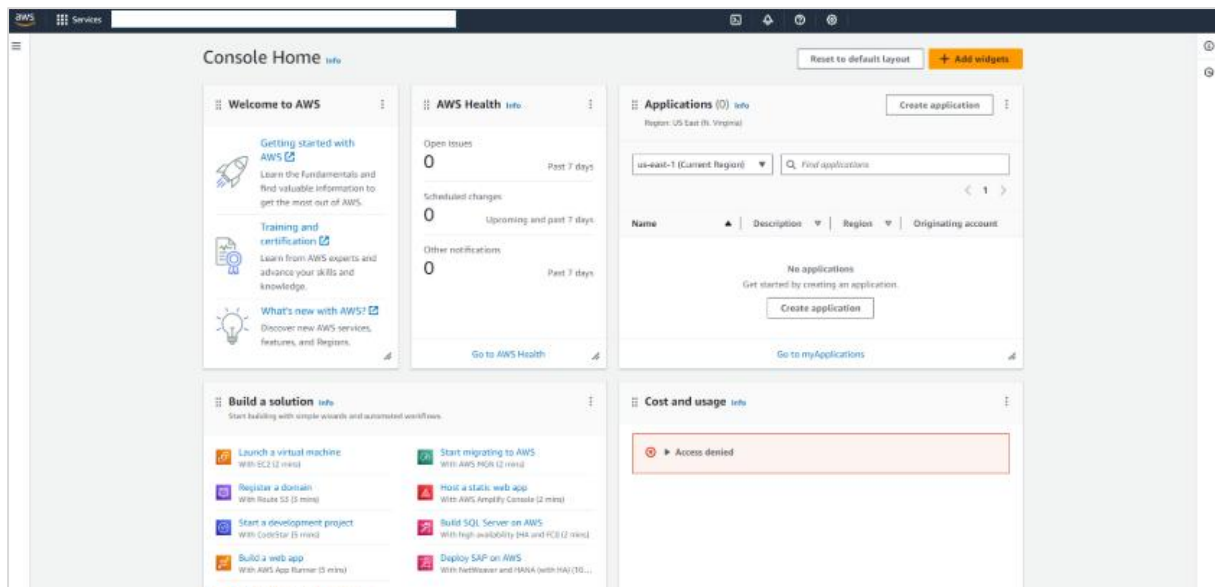 aws
Services
Console Home Info
Reset to default layout
+ Add widgets
Welcome to AWS
Getting started with
AWS
Learn the fundamentals and
find valuable information to
get the most out of AWS.
Training and
certification
Learn from AWS experts and
advance your skills and
knowledge.
What's new with AWS?
Discover new AWS services,
features, and Regions.
AWS Health Info
Open issues
0
Past 7 days
Scheduled changes
0
Upcoming and past 7 days
Other notifications
0
Past 7 days
Go to AWS Health
Applications (0) Info
Region: US East (N. Virginia)
Create application
us-east-1 (Current Region)
Find applications
1
Name
Description
Region
Originating account
No applications
Get started by creating an application.
Create application
Go to myApplications
Build a solution Info
Start building with simple wizards and automated workflows.
Launch a virtual machine
With EC2 (2 mins)
Register a domain
With Route 53 (3 mins)
Start a development project
With CodeStar (5 mins)
Build a web app
With AWS App Runner (5 mins)
Start migrating to AWS
With AWS MGN (2 mins)
Host a static web app
With AWS Amplify Console (2 mins)
Build SQL Server on AWS
With high availability (HA and FCI) (2 mins)
Deploy SAP on AWS
With NetWeaver and HANA (with HA) (TG...
Cost and usage Info
Access denied